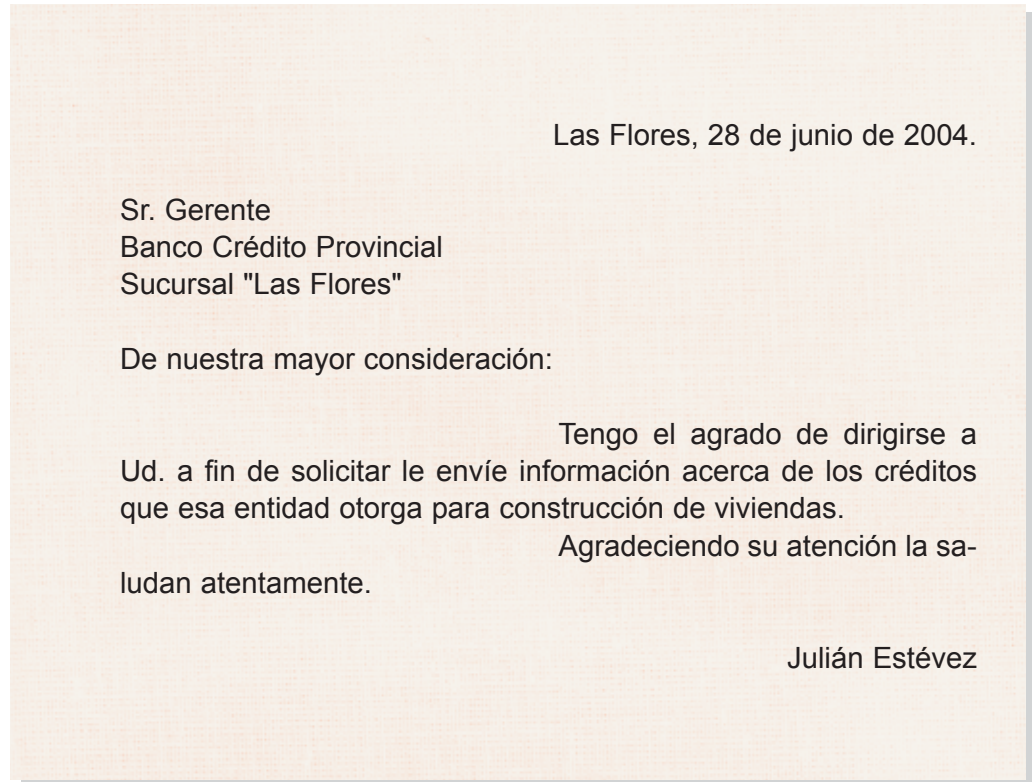 Las Flores, 28 de junio de 2004.
Sr. Gerente
Banco Crédito Provincial
Sucursal "Las Flores"
De nuestra mayor consideración:
Tengo el agrado de dirigirse a
Ud. a fin de solicitar le envíe información acerca de los créditos
que esa entidad otorga para construcción de viviendas.
Agradeciendo su atención la sa-
ludan atentamente.
Julián Estévez